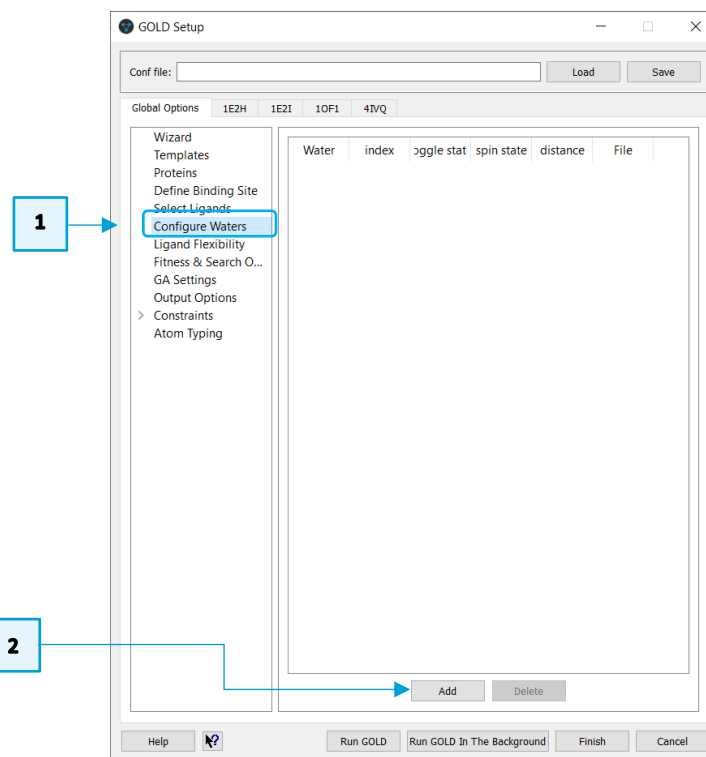 GOLD Setup
Conf file: Load Save
Global Options 1E2H 1E2I 1OF1 4IVQ
Wizard
Templates
Proteins
Define Binding Site
Select Ligands
Configure Waters
Ligand Flexibility
Fitness & Search O...
GA Settings
Output Options
Constraints
Atom Typing
Water index oggle stat spin state distance File
1
2
Add Delete
Help ? Run GOLD Run GOLD In The Background Finish Cancel